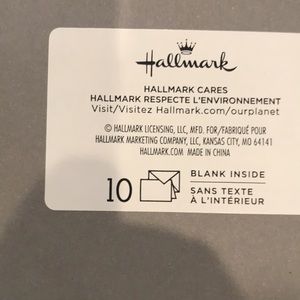 Hallmark
HALLMARK CARES
HALLMARK RESPECTE L'ENVIRONNEMENT
Visit/Visitez Hallmark.com/ourplanet
© HALLMARK LICENSING, LLC, MFD. FOR/FABRIQUÉ POUR
HALLMARK MARKETING COMPANY, LLC, KANSAS CITY, MO 64141
HALLMARK.COM MADE IN CHINA
10 BLANK INSIDE
SANS TEXTE
À L'INTÉRIEUR